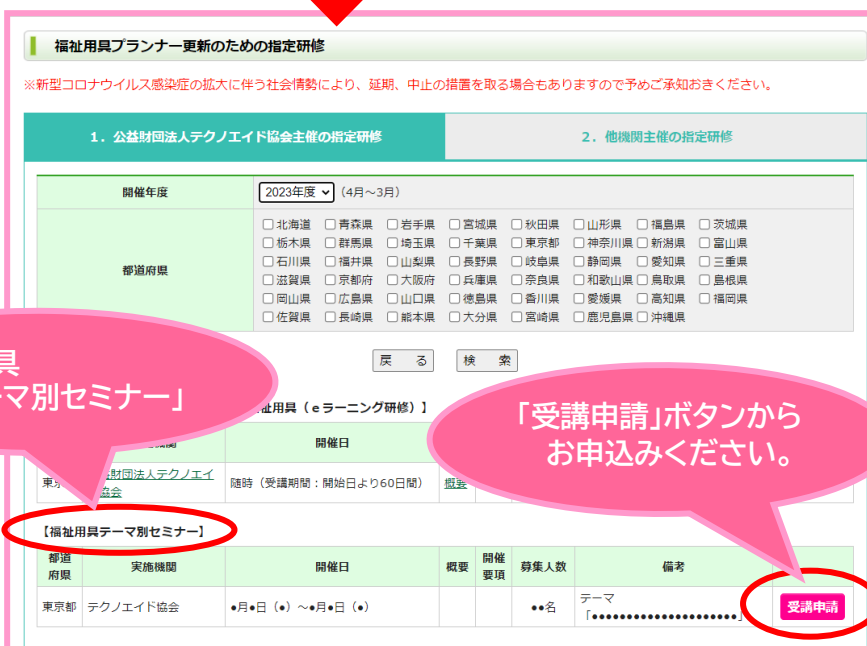 福祉用具プランナー更新のための指定研修
※新型コロナウイルス感染症の拡大に伴う社会情勢により、延期、中止の措置を取る場合もありますので予めご承知おきください。
1．公益財団法人テクノエイド協会主催の指定研修 2．他機関主催の指定研修
開催年度 2023年度 （4月～3月）
都道府県
北海道 青森県 岩手県 宮城県 秋田県 山形県 福島県 茨城県
栃木県 群馬県 埼玉県 千葉県 東京都 神奈川県 新潟県 富山県
石川県 福井県 山梨県 長野県 岐阜県 静岡県 愛知県 三重県
滋賀県 京都府 大阪府 兵庫県 奈良県 和歌山県 鳥取県 島根県
岡山県 広島県 山口県 徳島県 香川県 愛媛県 高知県 福岡県
佐賀県 長崎県 熊本県 大分県 宮崎県 鹿児島県 沖縄県
戻 る 検 索
具
マ別セミナー」
「受講申請」ボタンから
お申込みください。
祉用具（ｅラーニング研修）】
機関 開催日
財団法人テクノエイ
協会
随時（受講期間：開始日より60日間） 概要
【福祉用具テーマ別セミナー】
都道府県 実施機関 開催日 概要 開催要項 募集人数 備考
東京都 テクノエイド協会 ●月●日（●）～●月●日（●） ●●名 テーマ
「●●●●●●●●●●●●●●●●●●●●●」
受講申請